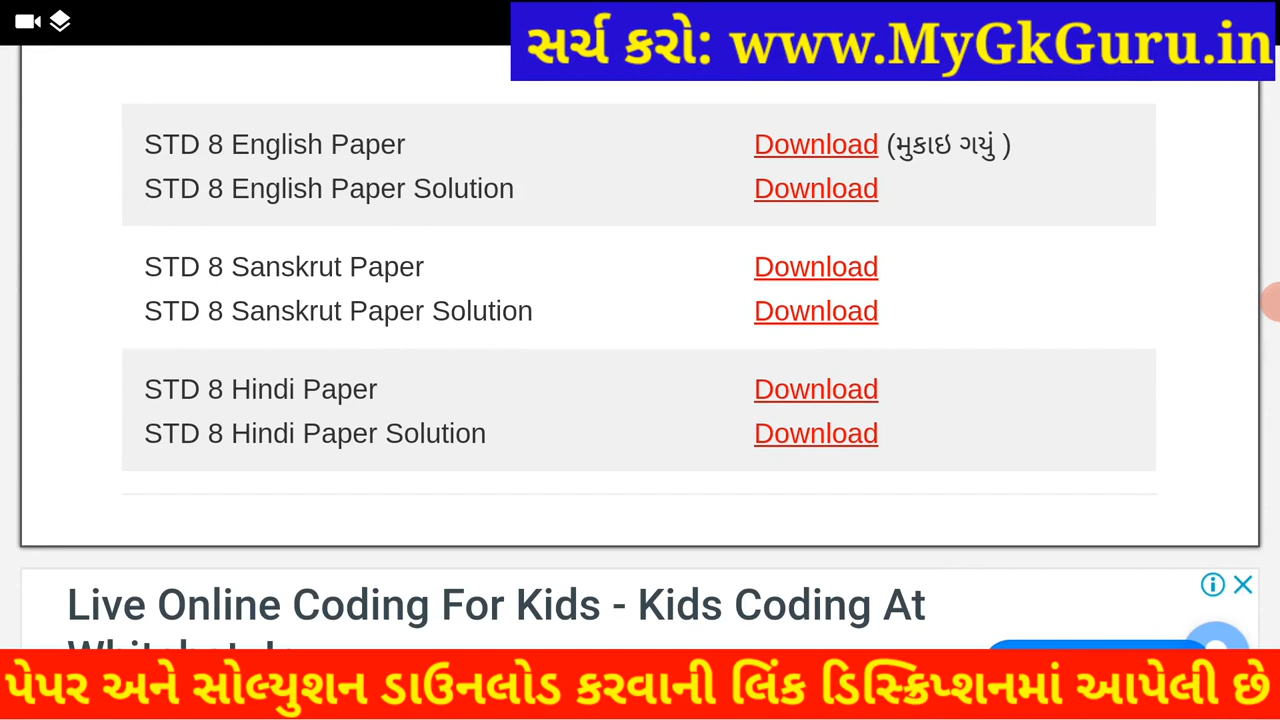 સર્ચ કરો: www.MyGkGuru.in
STD 8 English Paper Download (મુકાઇ ગયું )
STD 8 English Paper Solution Download
STD 8 Sanskrut Paper Download
STD 8 Sanskrut Paper Solution Download
STD 8 Hindi Paper Download
STD 8 Hindi Paper Solution Download
Live Online Coding For Kids - Kids Coding At
પેપર અને સોલ્યુશન ડાઉનલોડ કરવાની લિંક ડિસ્ક્રિપ્શનમાં આપેલી છે